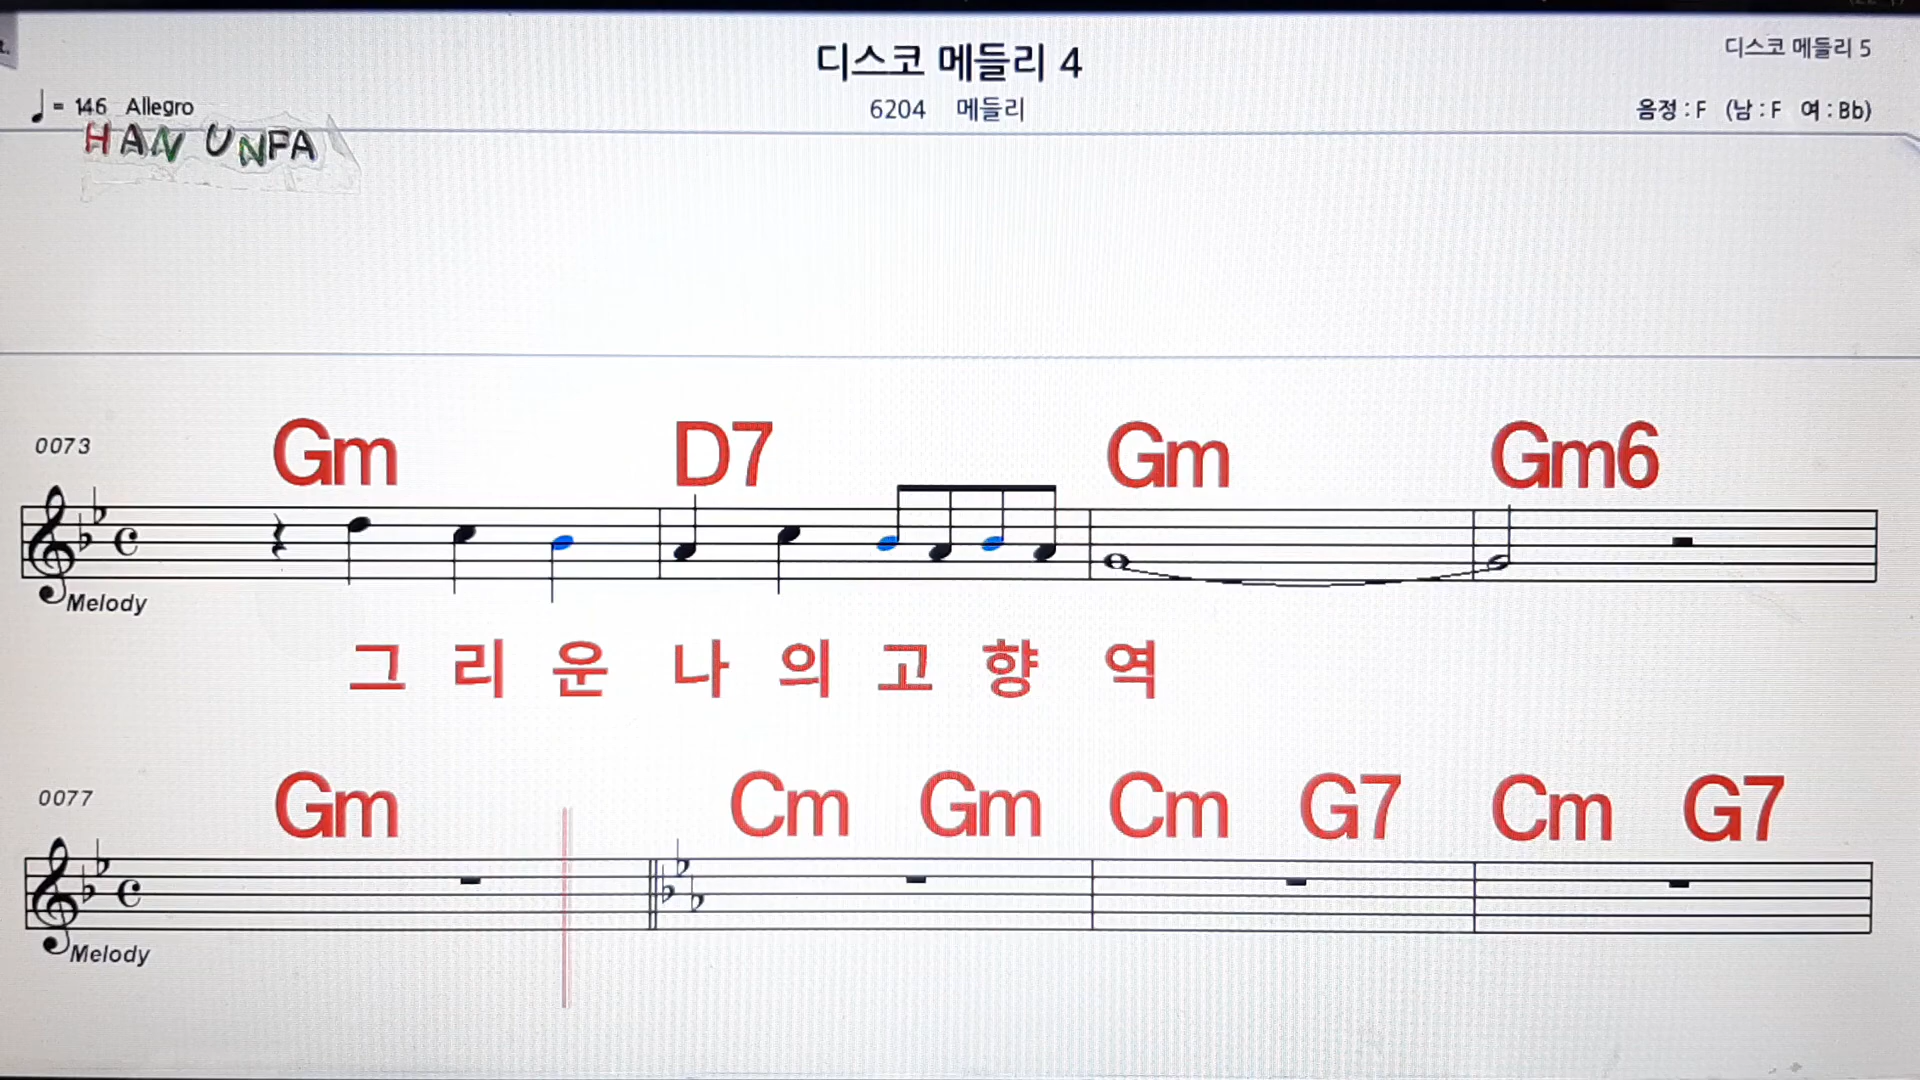 디스코 메들리 4
디스코 메들리 5
= 146 Allegro
6204 메들리
음정 : F (남 : F 여 : Bb)
HAN UNFA
0073
Gm D7 Gm Gm6
Melody
그 리 운 나 의 고 향 역
0077
Gm Cm Gm Cm G7 Cm G7
Melody